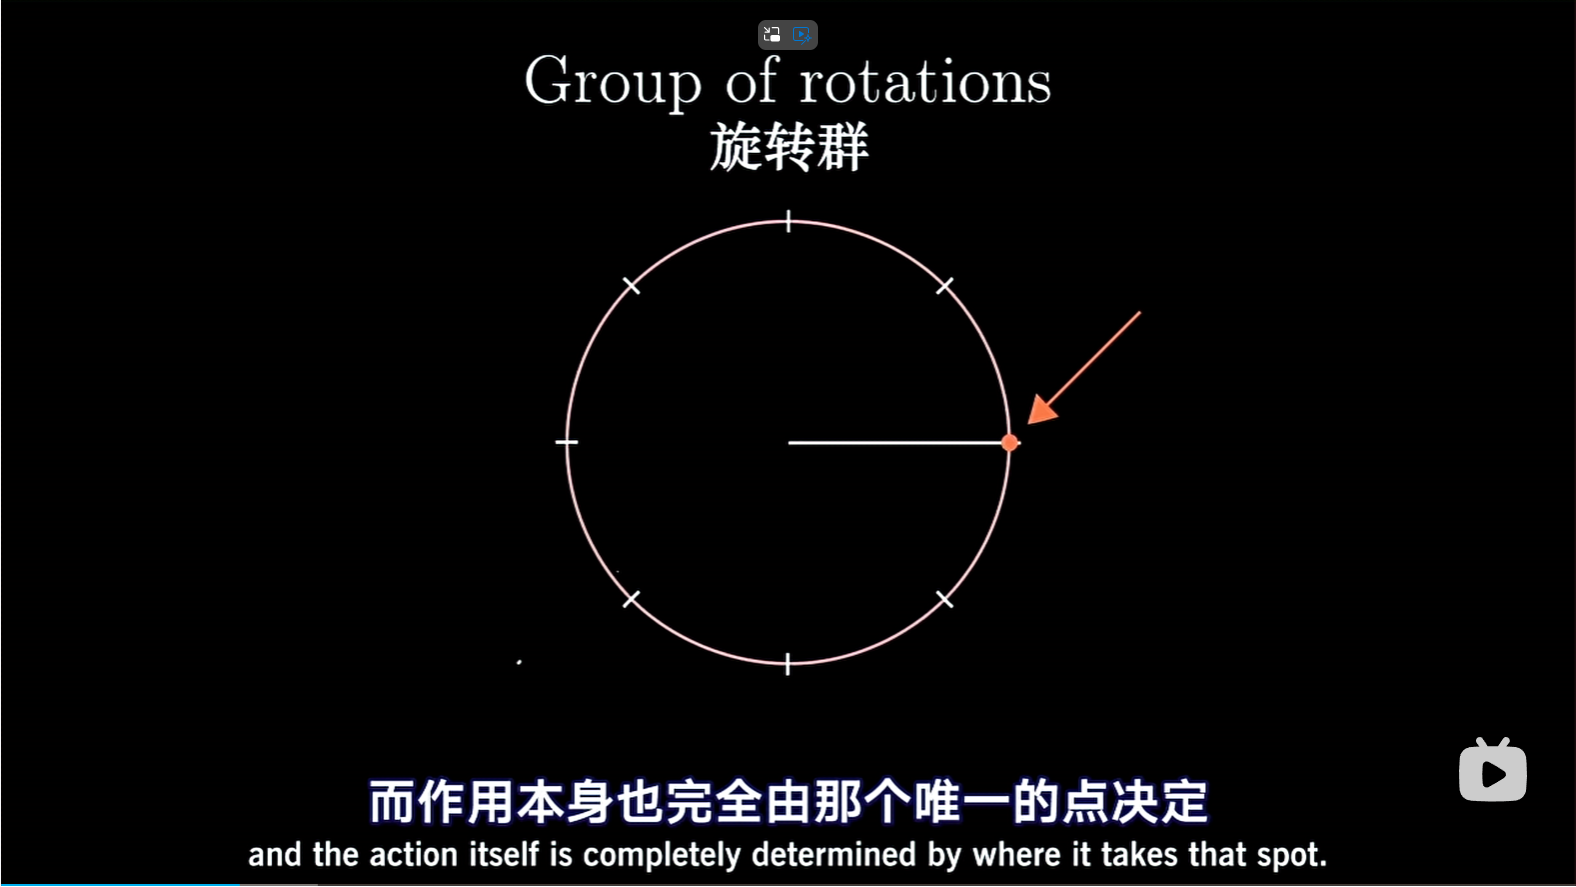 Group of rotations
旋转群
而作用本身也完全由那个唯一的点决定
and the action itself is completely determined by where it takes that spot.